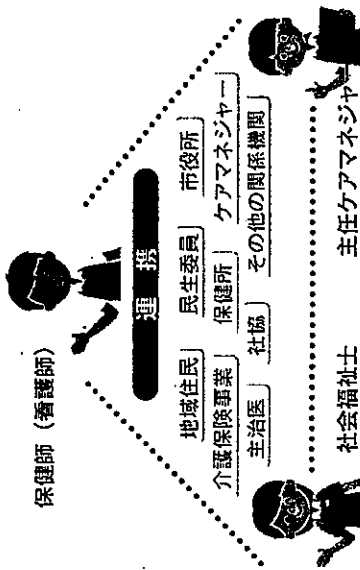 保健師（看護師）
連携
地域住民 民生委員 市役所
介護保険事業 保健所 ケアマネジャー
主治医 社協 その他の関係機関
社会福祉士 主任ケアマネジャ